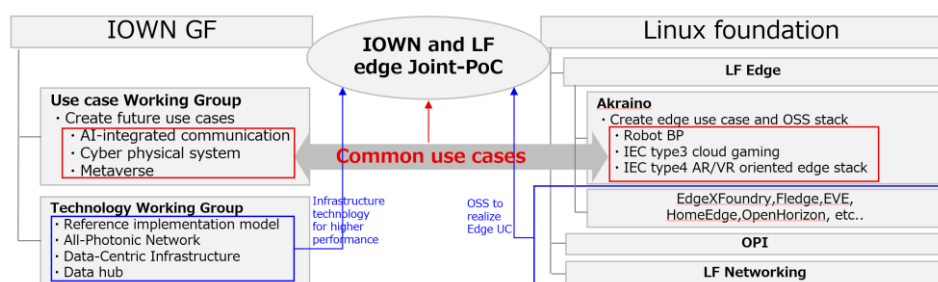 IOWN GF
IOWN and LF
edge Joint-PoC
Linux foundation
LF Edge
Use case Working Group
・Create future use cases
・AI-integrated communication
・Cyber physical system
・Metaverse
Common use cases
Akraino
・Create edge use case and OSS stack
・Robot BP
・IEC type3 cloud gaming
・IEC type4 AR/VR oriented edge stack
Technology Working Group
・Reference implementation model
・All-Photonic Network
・Data-Centric Infrastructure
・Data hub
Infrastructure
technology
for higher
performance
OSS to
realize
Edge UC
EdgeXFoundry,Fledge,EVE,
HomeEdge,OpenHorizon, etc..
OPI
LF Networking